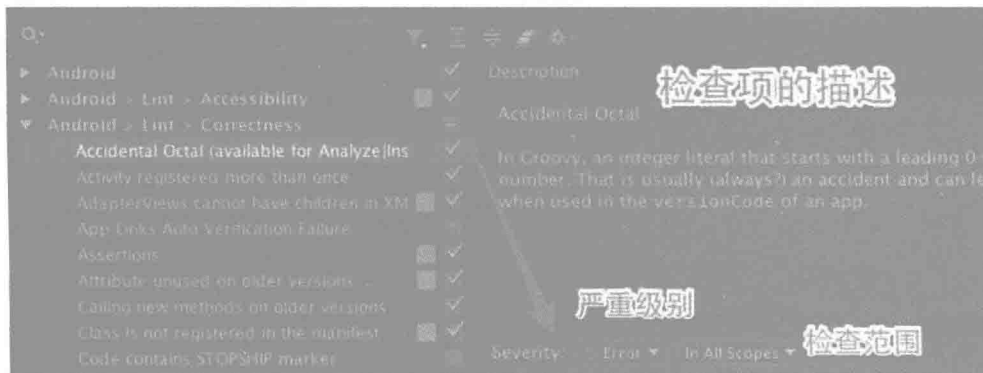 Android
Android > Lint > Accessibility
Android > Lint > Correctness
Accidental Octal (available for Analyze|Ins
Activity registered more than once
AdapterViews cannot have children in XM
App Links Auto Verification Failure
Assertions
Attribute unused on older versions
Calling new methods on older versions
Class is not registered in the manifest
Code contains STOPSHIP marker
Description
检查项的描述
Accidental Octal
In Groovy, an integer literal that starts with a leading 0
number. That is usually (always?) an accident and can le
when used in the versionCode of an app.
严重级别
Severity: Error In All Scopes 检查范围